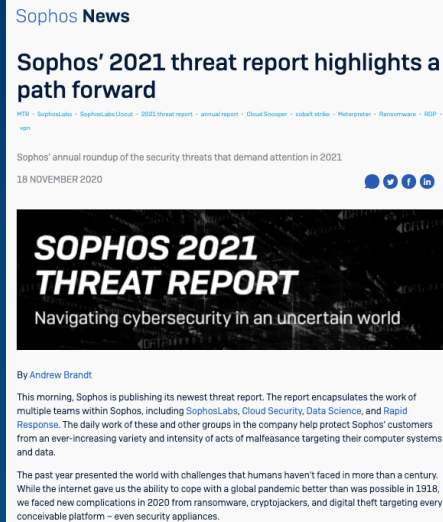 Sophos News
Sophos' 2021 threat report highlights a
path forward
MTR • SophosLabs • SophosLabs Uncut • 2021 threat report • annual report • Cloud Snooper • cobalt strike • Meterpreter • Ransomware • RDP •
vpn
Sophos' annual roundup of the security threats that demand attention in 2021
18 NOVEMBER 2020
SOPHOS 2021
THREAT REPORT
Navigating cybersecurity in an uncertain world
By Andrew Brandt
This morning, Sophos is publishing its newest threat report. The report encapsulates the work of
multiple teams within Sophos, including SophosLabs, Cloud Security, Data Science, and Rapid
Response. The daily work of these and other groups in the company help protect Sophos' customers
from an ever-increasing variety and intensity of acts of malfeasance targeting their computer systems
and data.
The past year presented the world with challenges that humans haven't faced in more than a century.
While the internet gave us the ability to cope with a global pandemic better than was possible in 1918,
we faced new complications in 2020 from ransomware, cryptojackers, and digital theft targeting every
conceivable platform – even security appliances.